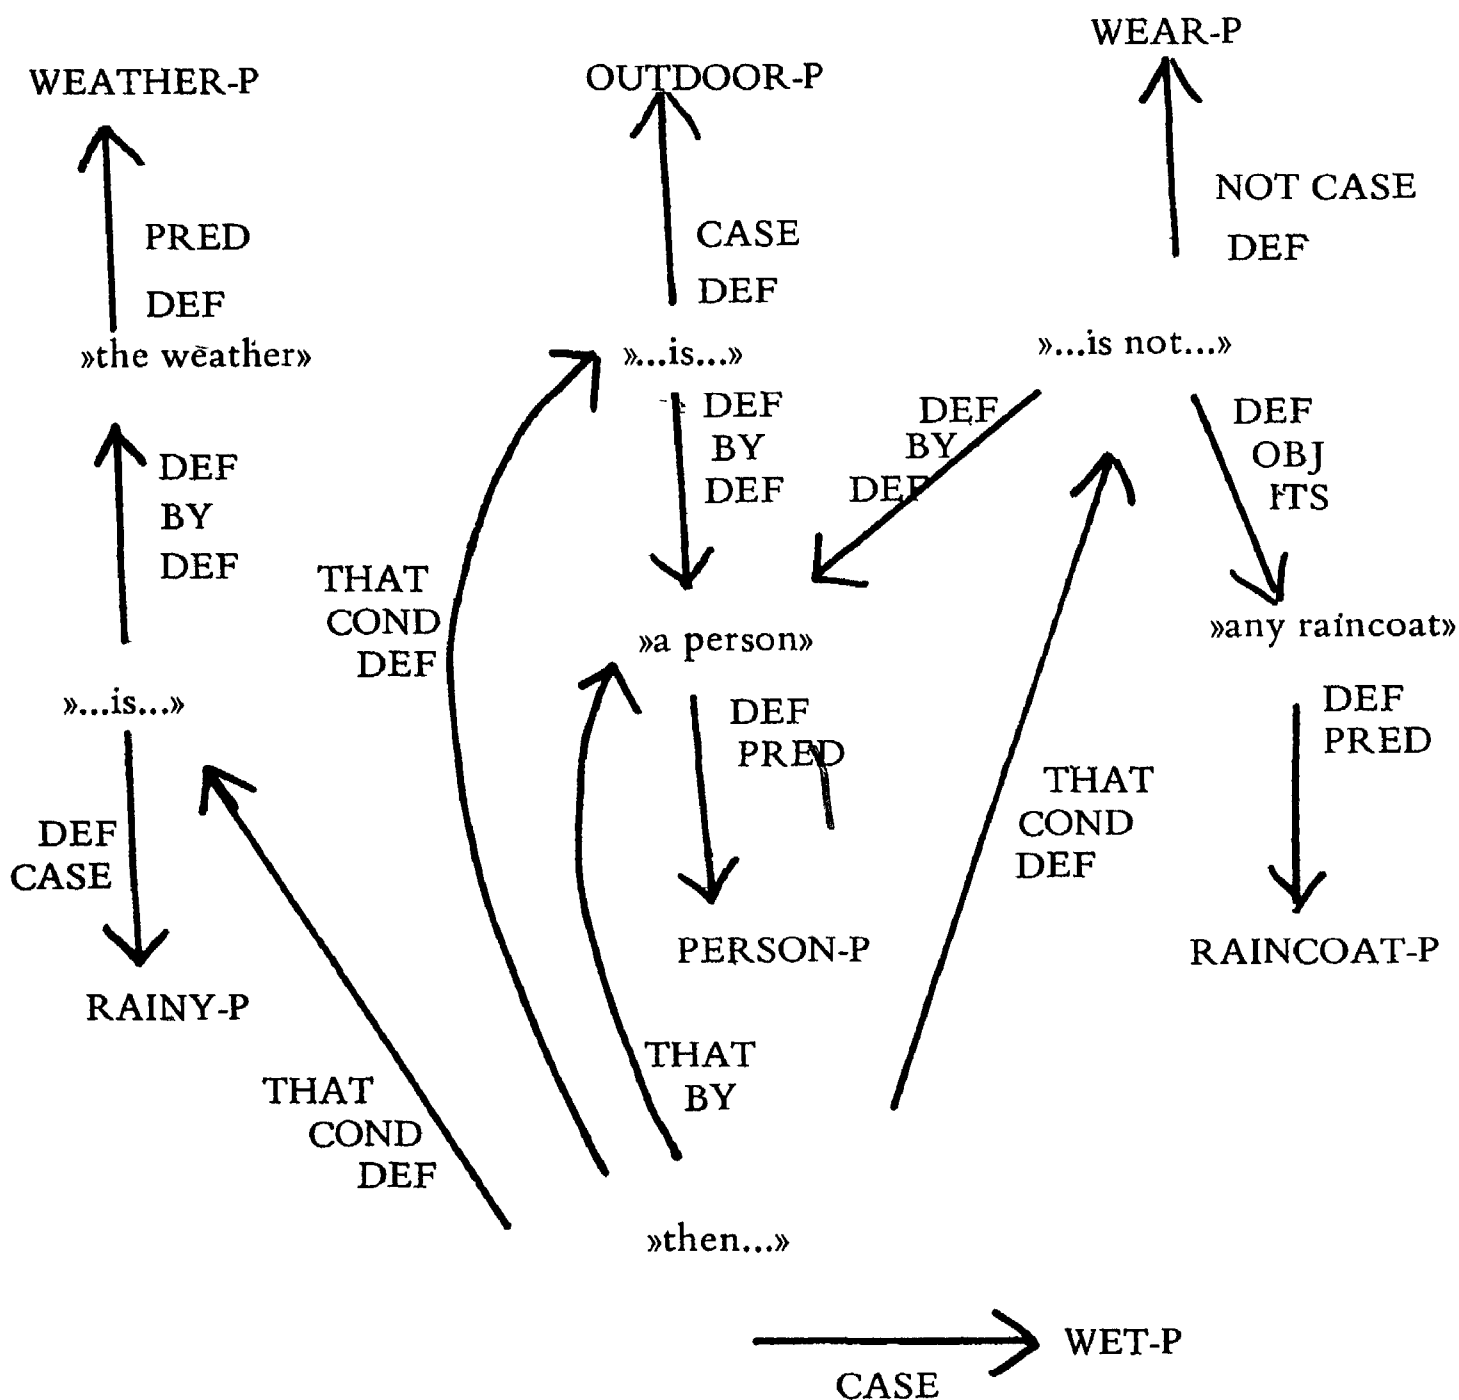 WEAR-P
WEATHER-P
OUTDOOR-P
NOT CASE
DEF
PRED
DEF
CASE
DEF
»the weather»
»...is...»
»...is not...»
DEF
BY
DEF
DEF
BY
DEF
DEF
OBJ
ITS
DEF
BY
DEF
THAT
COND
DEF
»a person»
»any raincoat»
»...is...»
DEF
PRED
DEF
PRED
THAT
COND
DEF
DEF
CASE
PERSON-P
RAINCOAT-P
RAINY-P
THAT
BY
THAT
COND
DEF
»then...»
WET-P
CASE